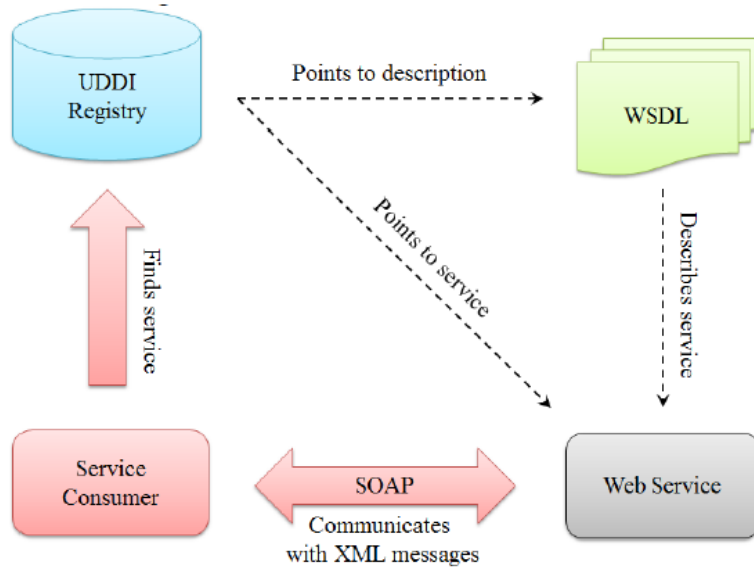 UDDI
Registry
Points to description
WSDL
Points to service
Describes service
Finds service
Service
Consumer
SOAP
Communicates
with XML messages
Web Service